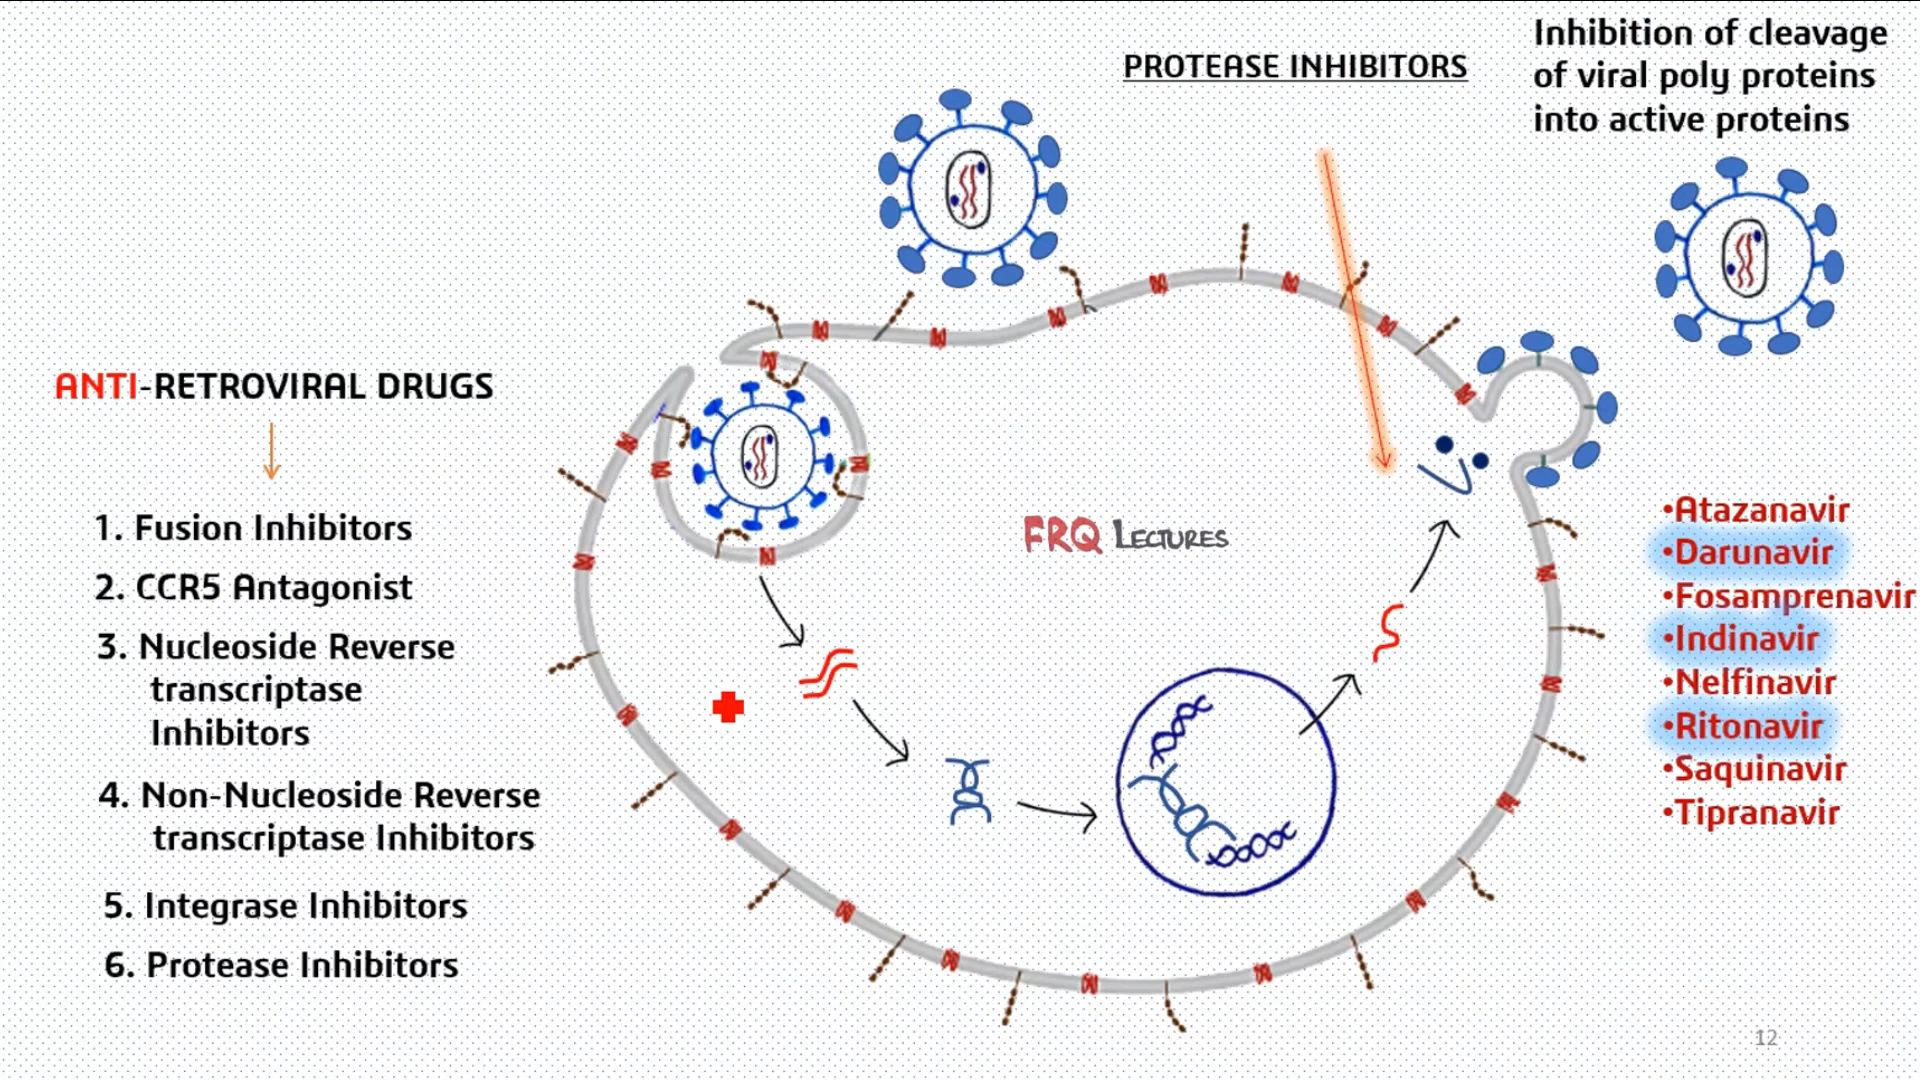 Inhibition of cleavage
of viral poly proteins
into active proteins
PROTEASE INHIBITORS
ANTI-RETROVIRAL DRUGS
1. Fusion Inhibitors
2. CCR5 Antagonist
3. Nucleoside Reverse
transcriptase
Inhibitors
4. Non-Nucleoside Reverse
transcriptase Inhibitors
5. Integrase Inhibitors
6. Protease Inhibitors
FRQ LECTURES
•Atazanavir
•Darunavir
•Fosamprenavir
•Indinavir
•Nelfinavir
•Ritonavir
•Saquinavir
•Tipranavir
12